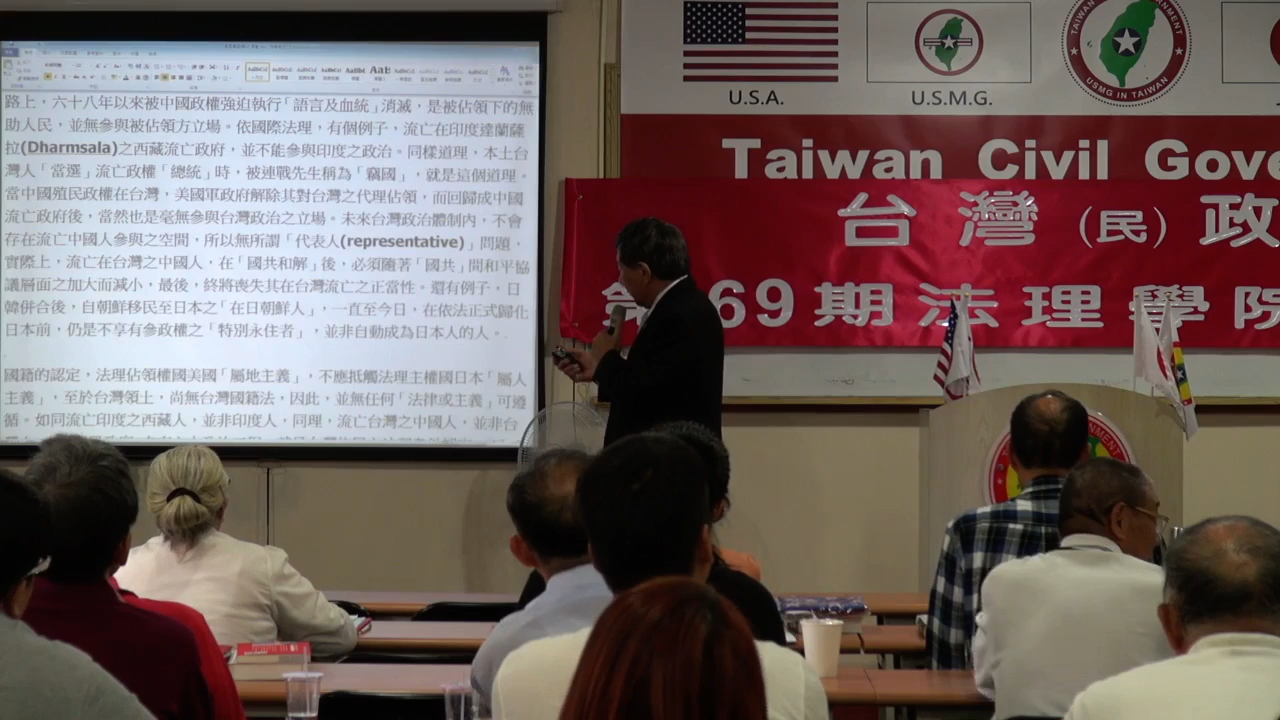 路上，六十八年以來被中國政權強迫執行「語言及血統」消滅，是被佔領下的無
助人民，並無參與被佔領方立場。依國際法理，有個例子，流亡在印度達蘭薩
拉(Dharmsala)之西藏流亡政府，並不能參與印度之政治。同樣道理，本土台
灣人「當選」流亡政權「總統」時，被連戰先生稱為「竊國」，就是這個道理。
當中國殖民政權在台灣，美國軍政府解除其對台灣之代理佔領，而回歸成中國
流亡政府後，當然也是毫無參與台灣政治之立場。未來台灣政治體制內，不會
存在流亡中國人參與之空間，所以無所謂「代表人(representative)」問題，
實際上，流亡在台灣之中國人，在「國共和解」後，必須隨著「國共」間和平協
議層面之加大而減小，最後，終將喪失其在台灣流亡之正當性。還有例子，日
韓併合後，自朝鮮移民至日本之「在日朝鮮人」，一直至今日，在依法正式歸化
日本前，仍是不享有參政權之「特別永住者」，並非自動成為日本人的人。
國籍的認定，法理佔領權國美國「屬地主義」，不應抵觸法理主權國日本「屬人
主義」，至於台灣領土，尚無台灣國籍法，因此，並無任何「法律或主義」可遵
循。如同流亡印度之西藏人，並非印度人，同理，流亡台灣之中國人，並非台
U.S.A.
U.S.M.G.
USMG IN TAIWAN
Taiwan Civil Gove
台灣(民)政
第69期法理學院